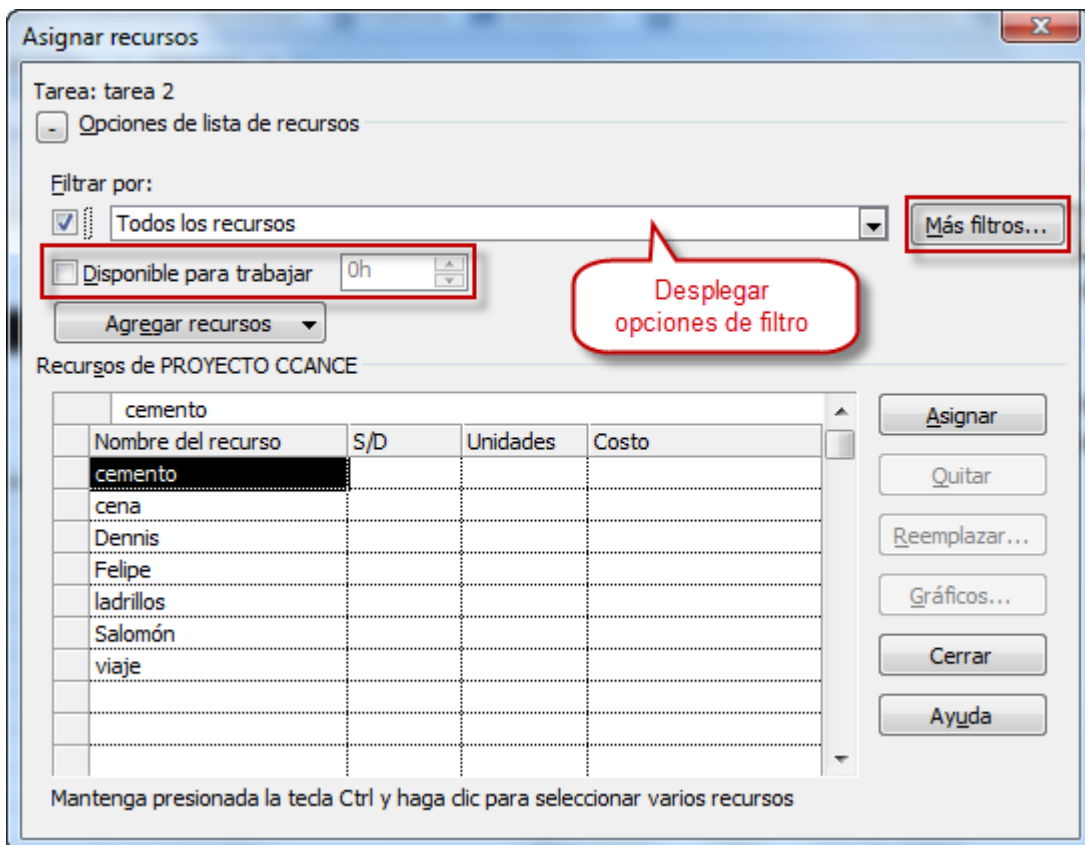 Asignar recursos
Tarea: tarea 2
- Opciones de lista de recursos
Filtrar por:
Todos los recursos
Más filtros...
Disponible para trabajar 0h
Desplegar
opciones de filtro
Agregar recursos
Recursos de PROYECTO CCANCE
cemento
Nombre del recurso S/D Unidades Costo
cemento
cena
Dennis
Felipe
ladrillos
Salomón
viaje
Asignar
Quitar
Reemplazar...
Gráficos...
Cerrar
Ayuda
Mantenga presionada la tecla Ctrl y haga clic para seleccionar varios recursos